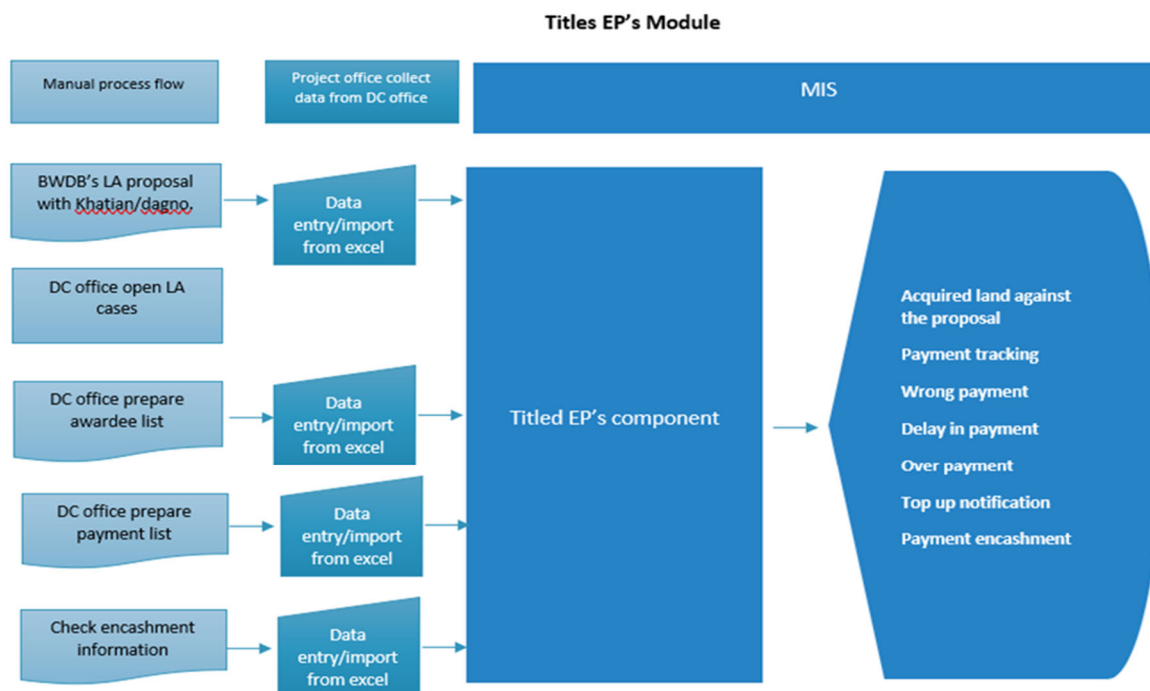 Titles EP's Module
Manual process flow
Project office collect
data from DC office
MIS
BWDB's LA proposal
with Khatian/dagno.
Data
entry/import
from excel
DC office open LA
cases
DC office prepare
awardee list
Data
entry/import
from excel
DC office prepare
payment list
Data
entry/import
from excel
Check encashment
information
Data
entry/import
from excel
Titled EP's component
Acquired land against
the proposal
Payment tracking
Wrong payment
Delay in payment
Over payment
Top up notification
Payment encashment